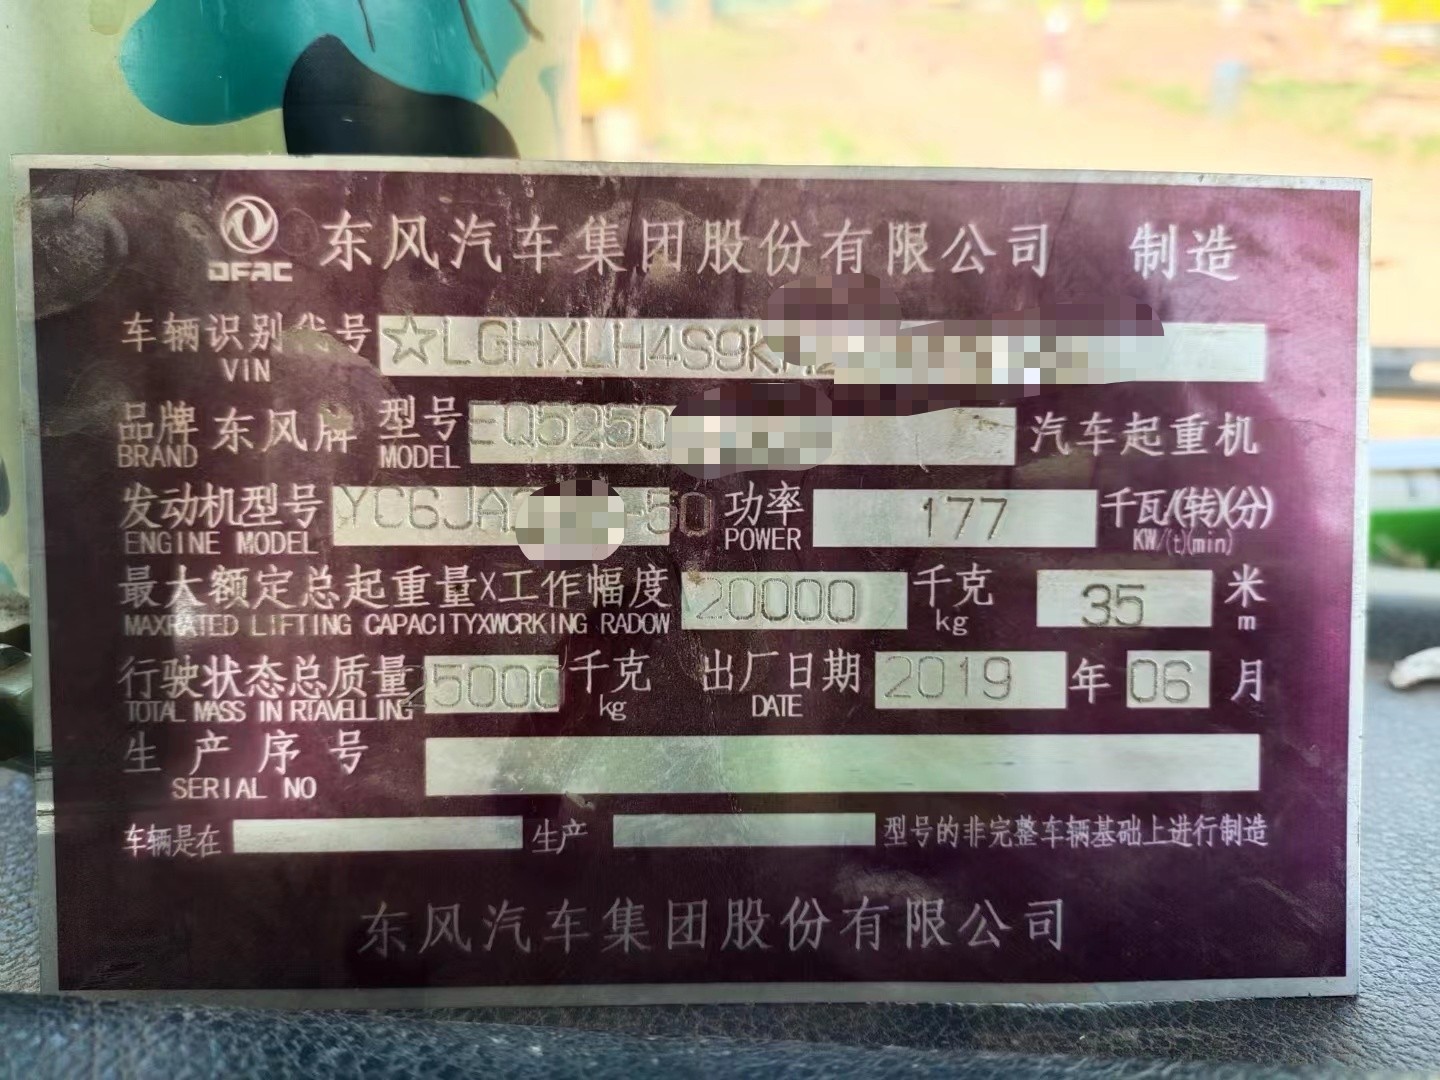 DFAC 东风汽车集团股份有限公司 制造
车辆识别代号 ☆LGHXLH4S9K
VIN
品牌 东风牌 型号 EQ5250 汽车起重机
BRAND MODEL
发动机型号 YC6JA 50 功率 177 千瓦/(转)(分)
ENGINE MODEL POWER KW/(t)(min)
最大额定总起重量X工作幅度 20000 千克 35 米
MAXRATED LIFTING CAPACITYXWCRKING RADOW kg m
行驶状态总质量 25000 千克 出厂日期 2019 年 06 月
TOTAL MASS IN RTAVELLING kg DATE
生产序号
SERIAL NO
车辆是在 生产 型号的非完整车辆基础上进行制造
东风汽车集团股份有限公司